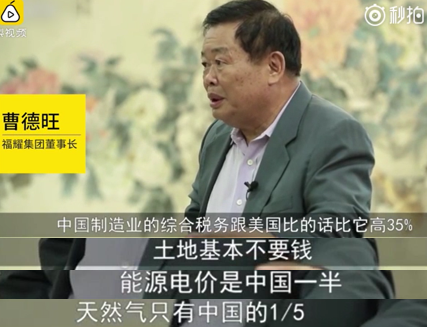 秒拍
视频
曹德旺
福耀集团董事长
中国制造业的综合税务跟美国比的话比它高35%
土地基本不要钱
能源电价是中国一半
天然气只有中国的1/5